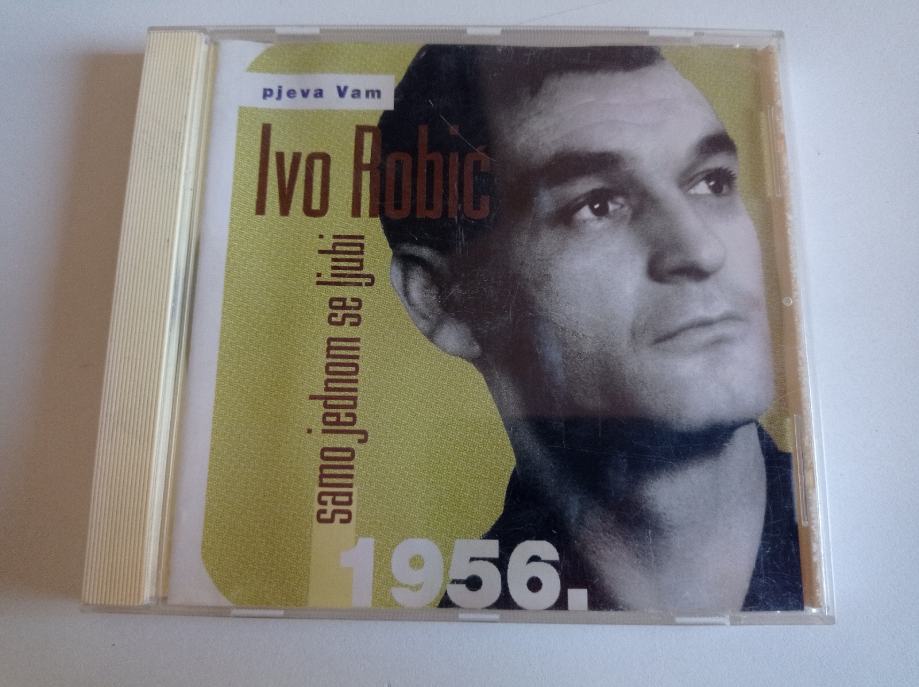 pjeva Vam
Ivo Robić
samo jednom se ljubi
1956.